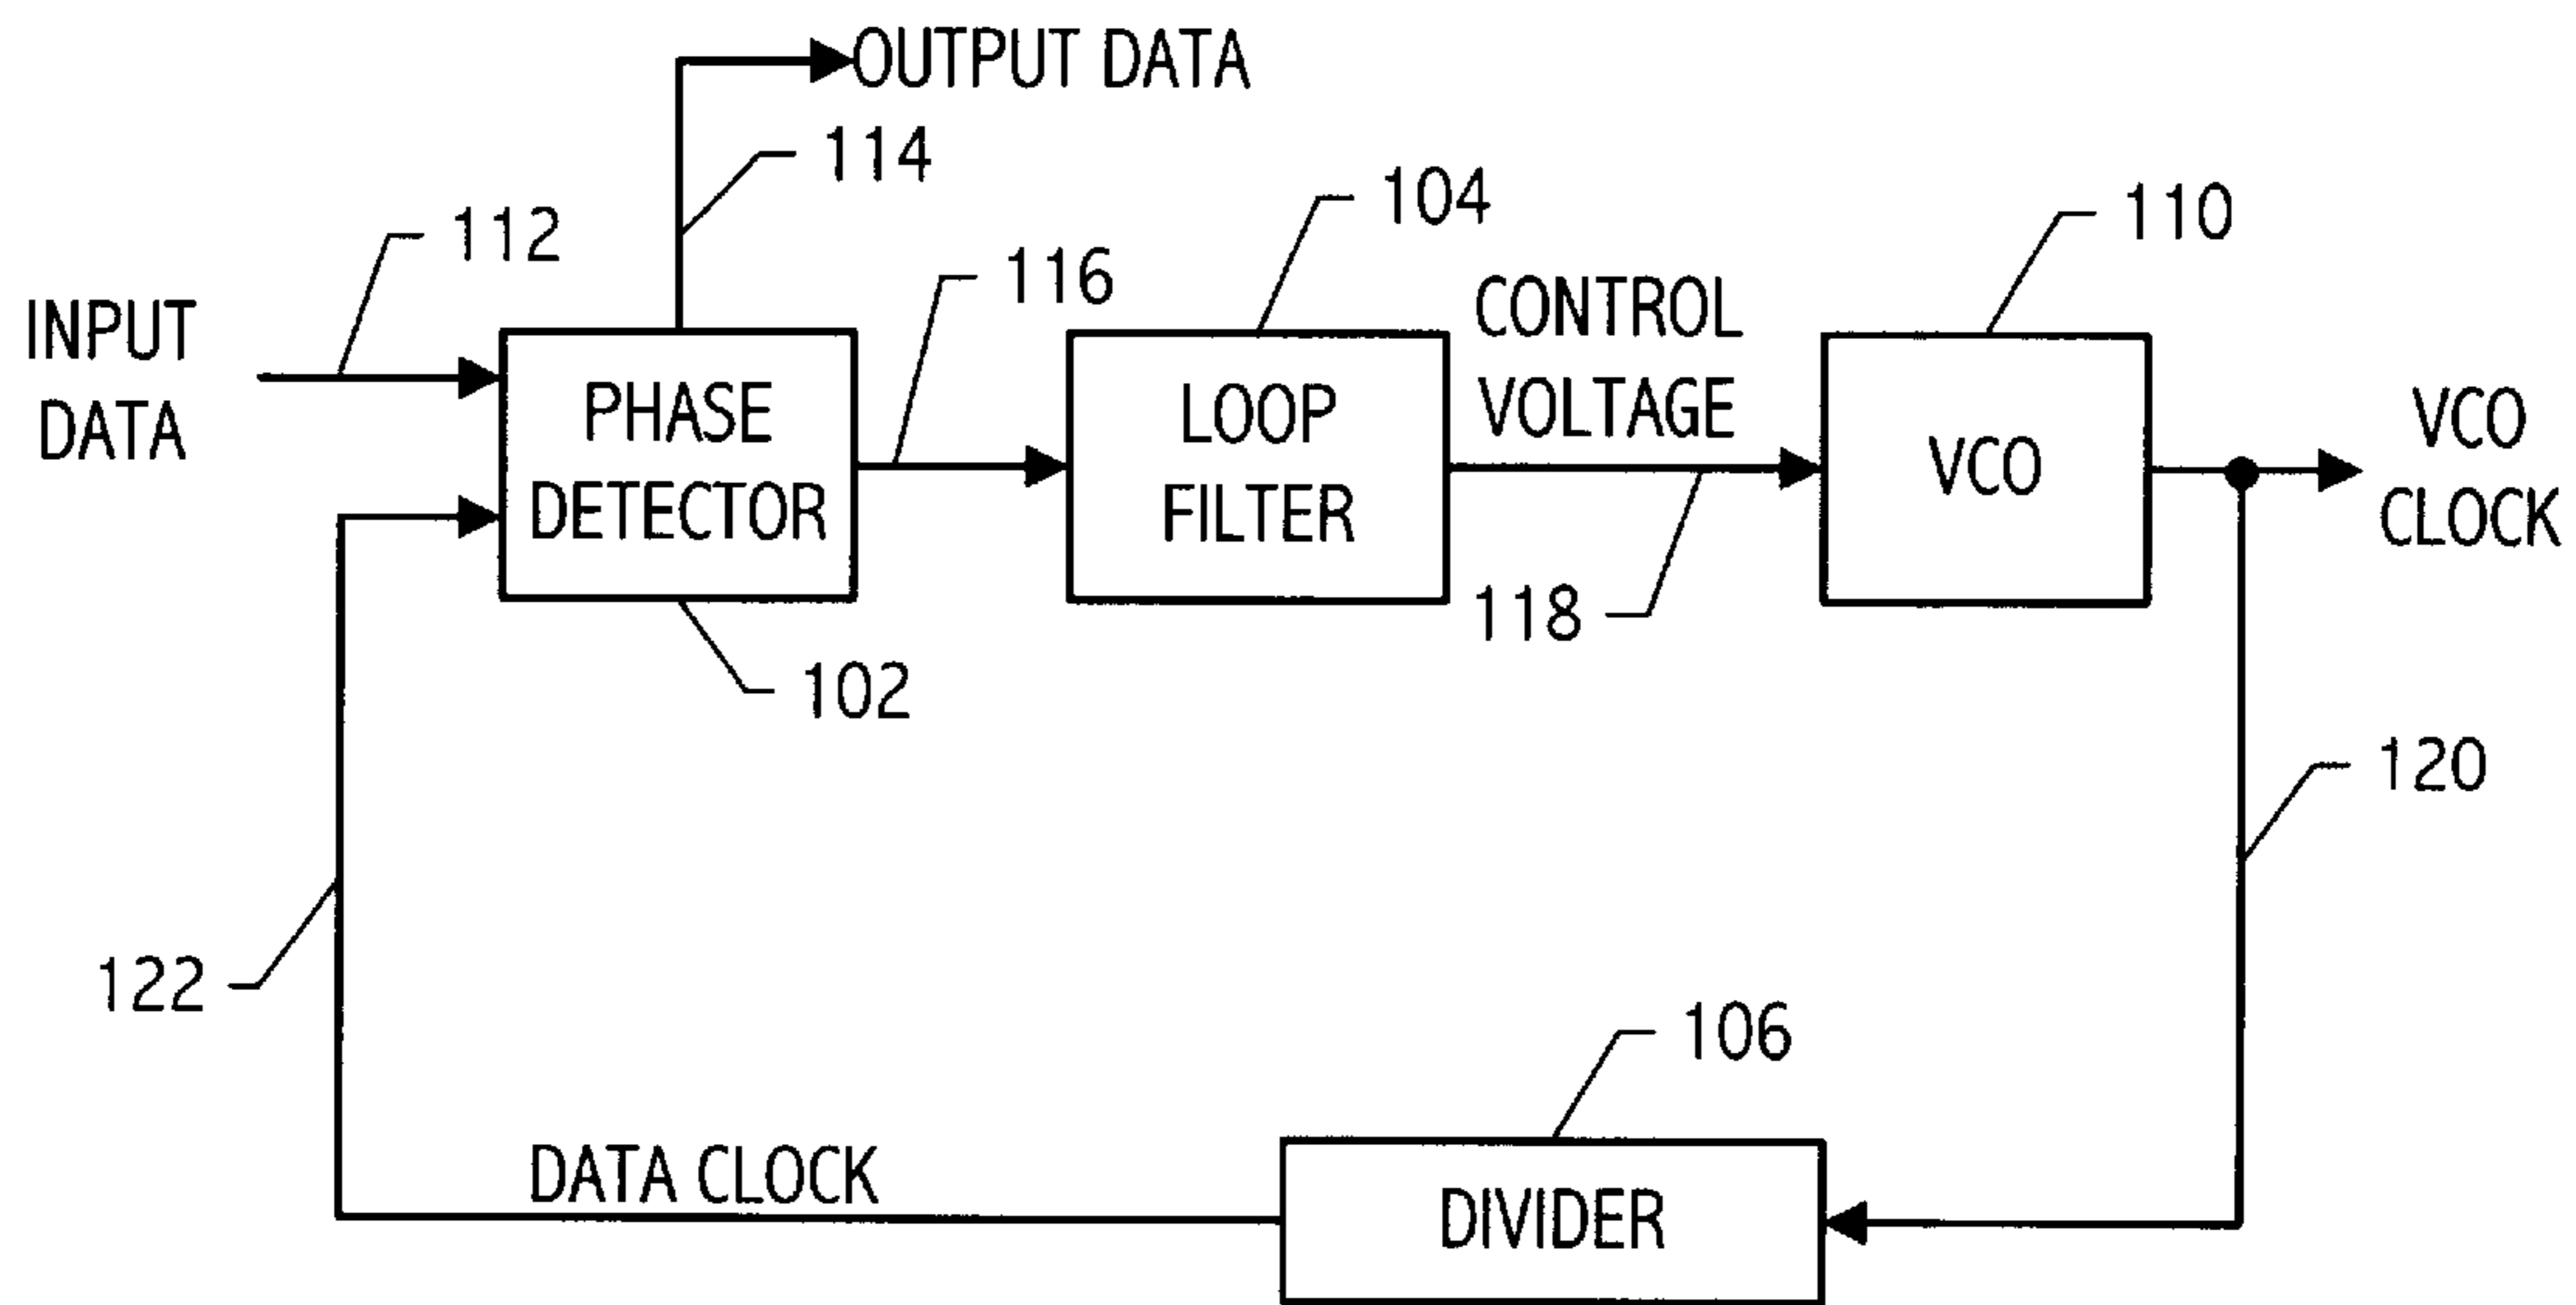 OUTPUT DATA
114
112
104
110
116
INPUT
DATA
CONTROL
VOLTAGE
PHASE
DETECTOR
LOOP
FILTER
VCO
VCO
CLOCK
118
102
120
122
106
DATA CLOCK
DIVIDER